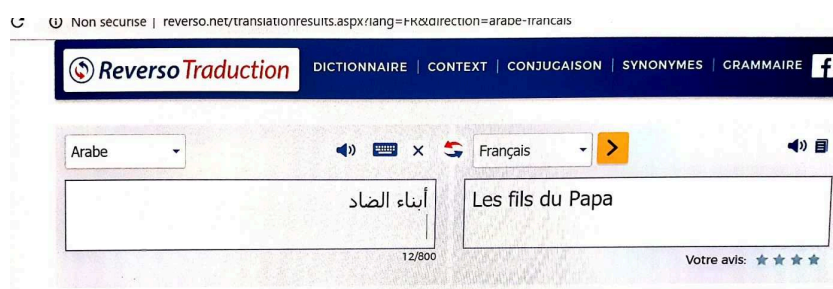 Non sécurisé | reverso.net/translationresults.aspx?lang=FR&direction=arabe-francais
Reverso Traduction
DICTIONNAIRE | CONTEXT | CONJUGAISON | SYNONYMES | GRAMMAIRE f
Arabe Français
أبناء الضاد
Les fils du Papa
12/800
Votre avis: